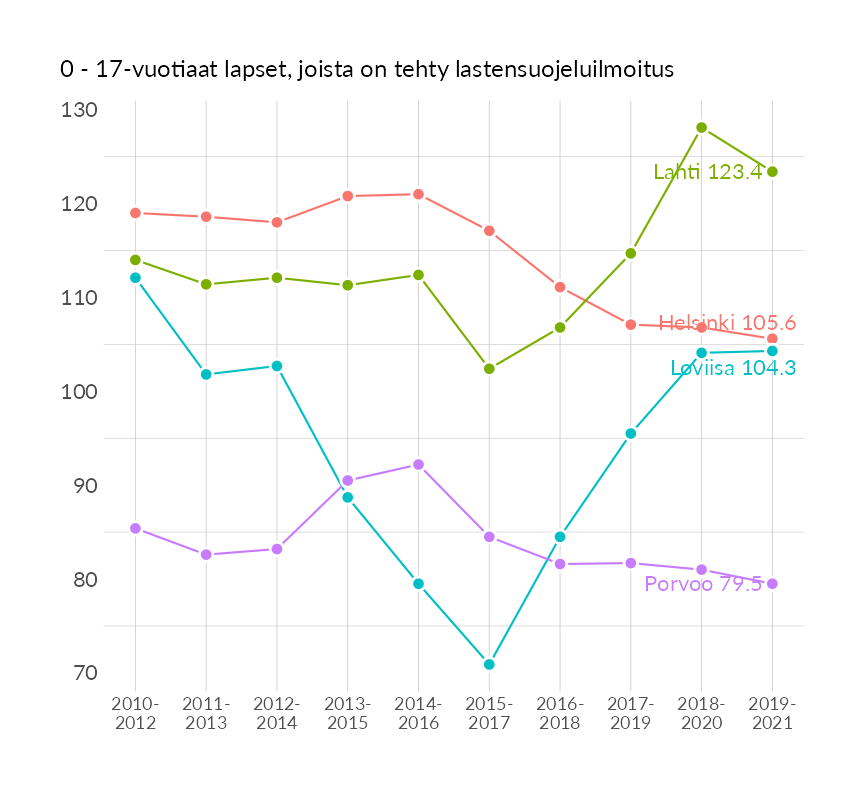 0 - 17-vuotiaat lapset, joista on tehty lastensuojeluilmoitus
130
120
110
100
90
80
70
Lahti 123.4
Helsinki 105.6
Loviisa 104.3
Porvoo 79.5
2010- 2011- 2012- 2013- 2014- 2015- 2016- 2017- 2018- 2019-
2012 2013 2014 2015 2016 2017 2018 2019 2020 2021